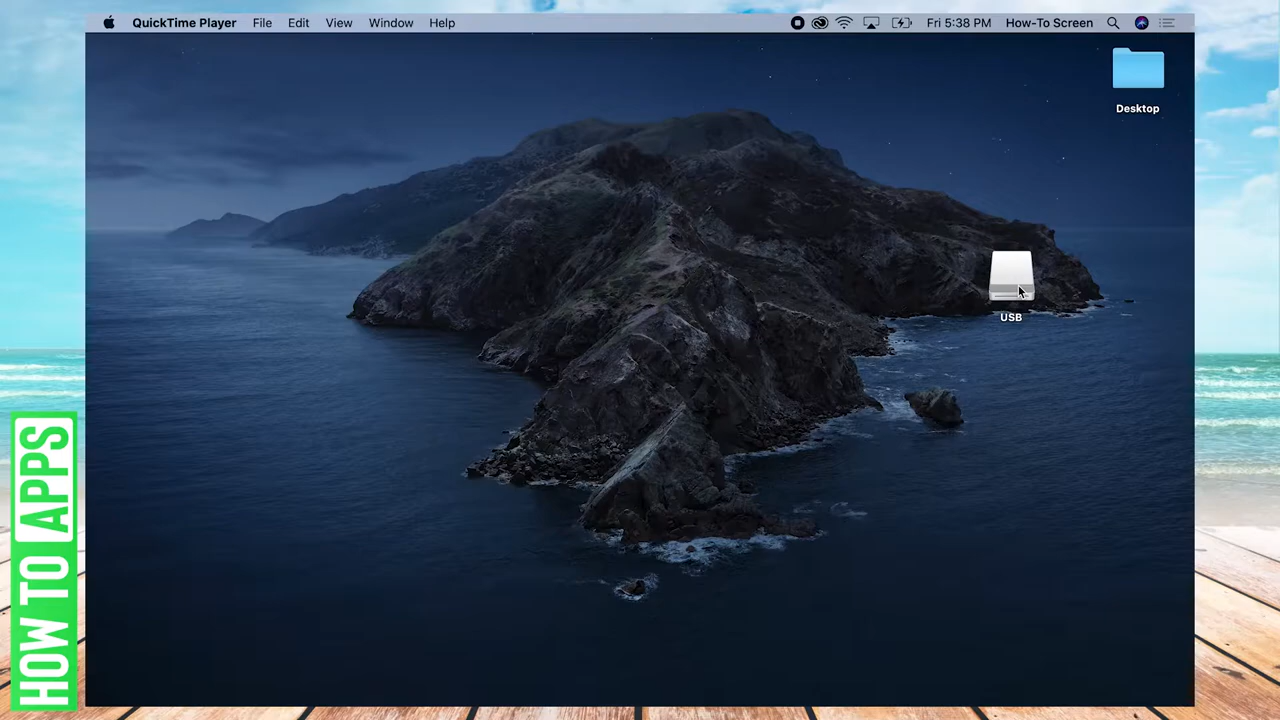 QuickTime Player File Edit View Window Help Fri 5:38 PM How-To Screen
Desktop
USB
HOW TO APPS